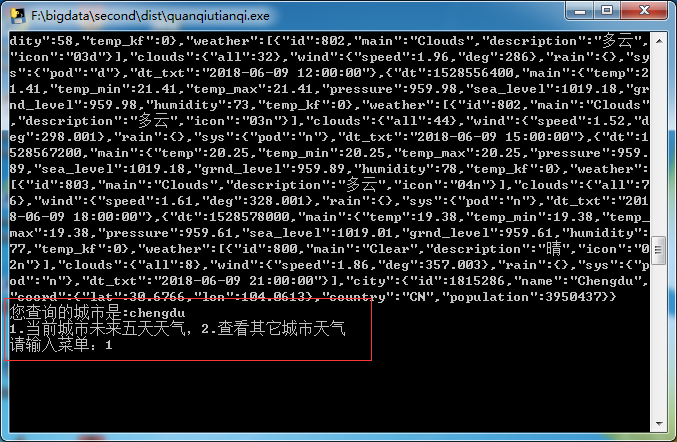 F:\bigdata\second\dist\quanqiutianqi.exe
dity":58,"temp_kf":0},"weather":[{"id":802,"main":"Clouds","description":"多云",
"icon":"03d"}],"clouds":{"all":32},"wind":{"speed":1.96,"deg":286},"rain":{},"sy
s":{"pod":"d"},"dt_txt":"2018-06-09 12:00:00"},{"dt":1528556400,"main":{"temp":2
1.41,"temp_min":21.41,"temp_max":21.41,"pressure":959.98,"sea_level":1019.18,"gr
nd_level":959.98,"humidity":73,"temp_kf":0},"weather":[{"id":802,"main":"Clouds"
,"description":"多云","icon":"03n"}],"clouds":{"all":44},"wind":{"speed":1.52,"d
eg":298.001},"rain":{},"sys":{"pod":"n"},"dt_txt":"2018-06-09 15:00:00"},{"dt":1
528567200,"main":{"temp":20.25,"temp_min":20.25,"temp_max":20.25,"pressure":959.
89,"sea_level":1019.18,"grnd_level":959.89,"humidity":78,"temp_kf":0},"weather":
[{"id":803,"main":"Clouds","description":"多云","icon":"04n"}],"clouds":{"all":7
6},"wind":{"speed":1.61,"deg":328.001},"rain":{},"sys":{"pod":"n"},"dt_txt":"201
8-06-09 18:00:00"},{"dt":1528578000,"main":{"temp":19.38,"temp_min":19.38,"temp_
max":19.38,"pressure":959.61,"sea_level":1019.01,"grnd_level":959.61,"humidity":
77,"temp_kf":0},"weather":[{"id":800,"main":"Clear","description":"晴","icon":"0
2n"}],"clouds":{"all":8},"wind":{"speed":1.86,"deg":357.003},"rain":{},"sys":{"p
od":"n"},"dt_txt":"2018-06-09 21:00:00"}],"city":{"id":1815286,"name":"Chengdu",
"coord":{"lat":30.6766,"lon":104.0613},"country":"CN","population":3950437}}
您查询的城市是:chengdu
1.当前城市未来五天天气，2.查看其它城市天气
请输入菜单：1